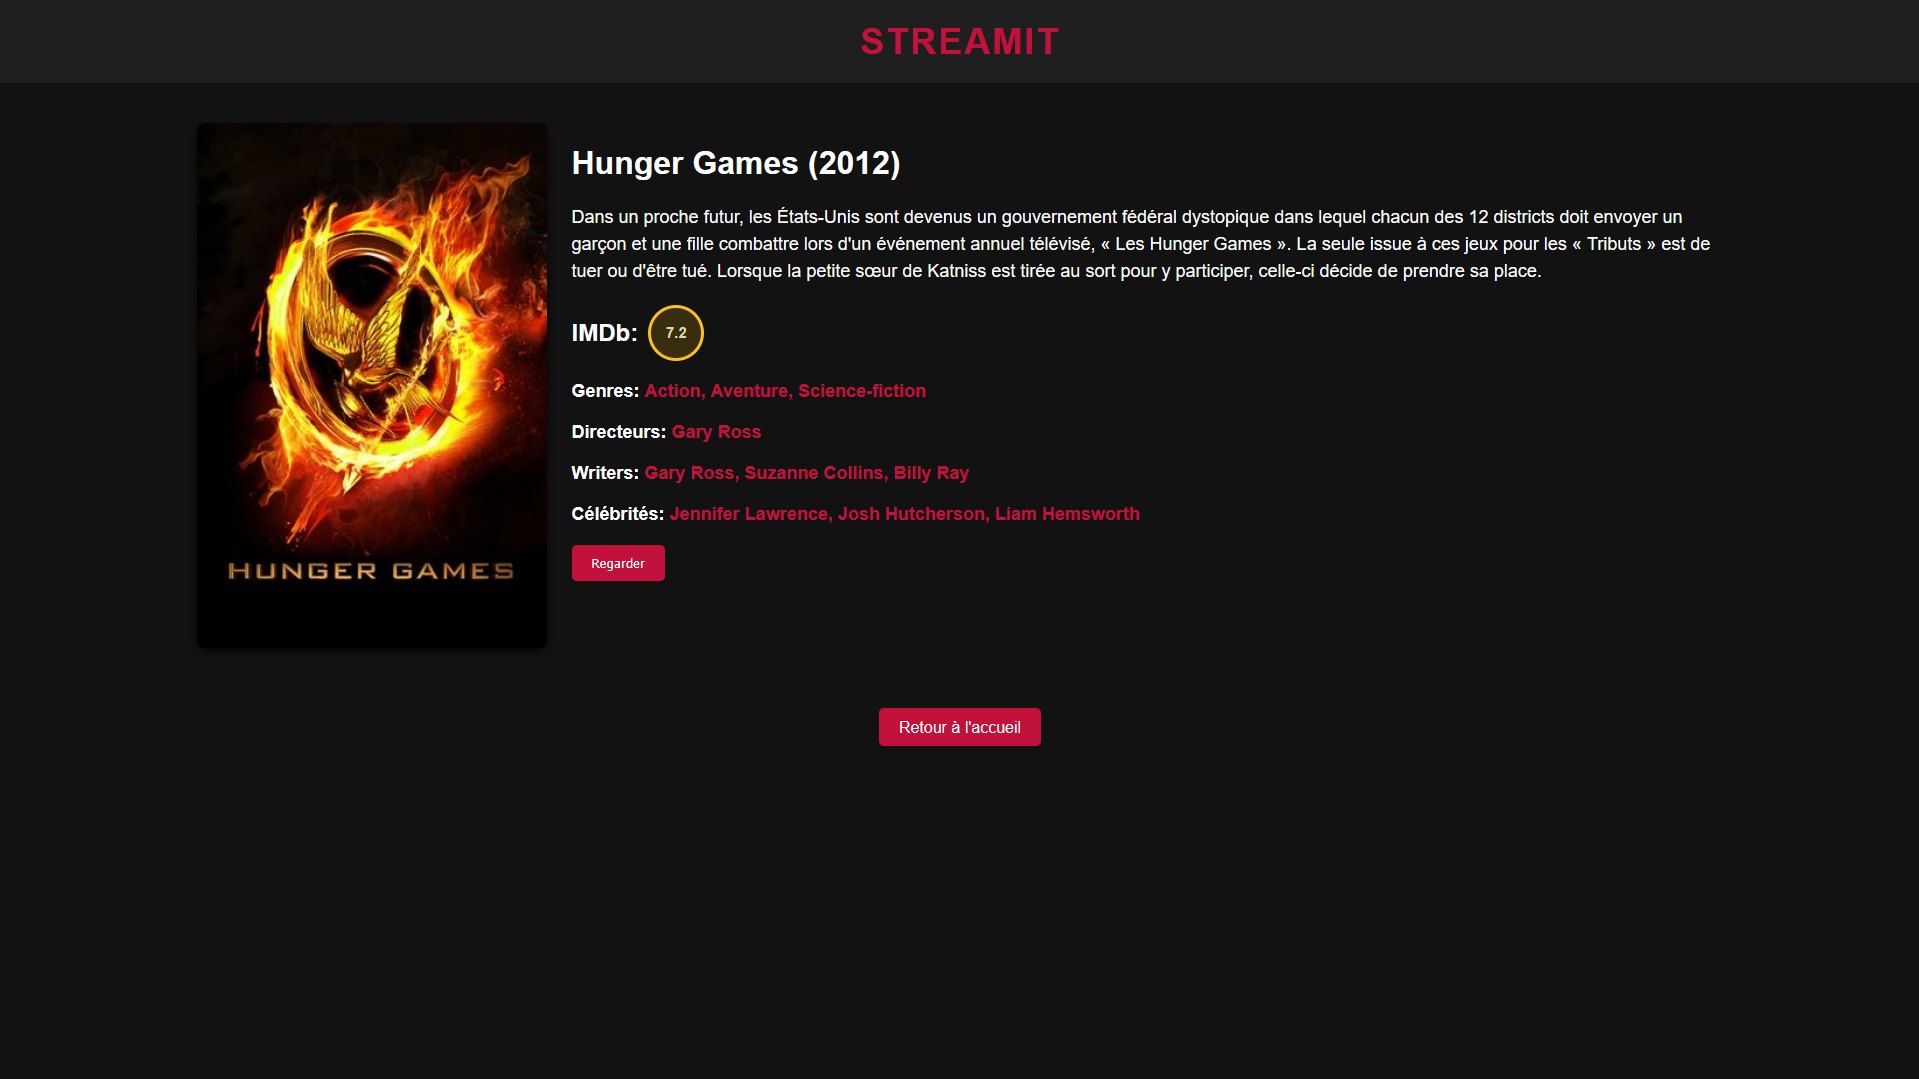 STREAMIT
HUNGER GAMES
Hunger Games (2012)
Dans un proche futur, les États-Unis sont devenus un gouvernement fédéral dystopique dans lequel chacun des 12 districts doit envoyer un
garçon et une fille combattre lors d'un événement annuel télévisé, « Les Hunger Games ». La seule issue à ces jeux pour les « Tributs » est de
tuer ou d'être tué. Lorsque la petite sœur de Katniss est tirée au sort pour y participer, celle-ci décide de prendre sa place.
IMDb: 7.2
Genres: Action, Aventure, Science-fiction
Directeurs: Gary Ross
Writers: Gary Ross, Suzanne Collins, Billy Ray
Célébrités: Jennifer Lawrence, Josh Hutcherson, Liam Hemsworth
Regarder
Retour à l'accueil